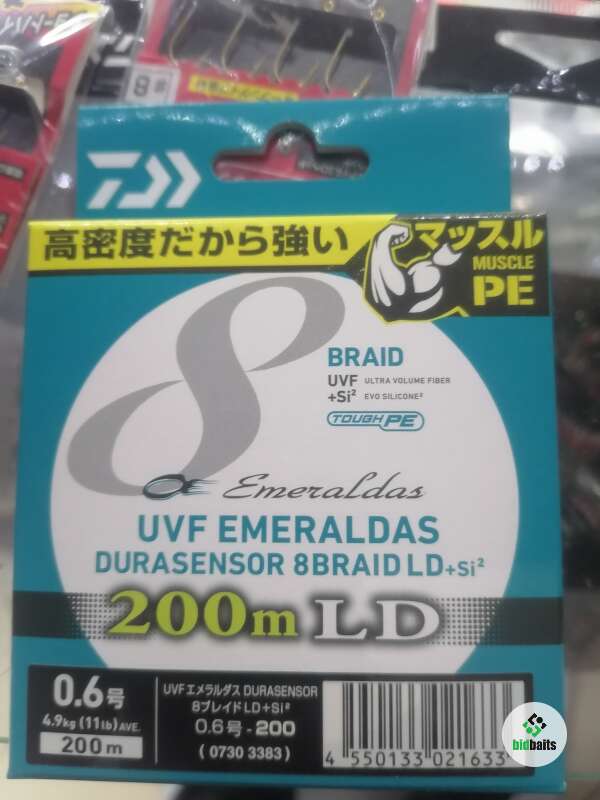 8#
高密度だから強い
マッスル
MUSCLE
PE
8
BRAID
UVF ULTRA VOLUME FIBER
+Si² EVO SILICONE²
TOUGH PE
Emeraldas
UVF EMERALDAS
DURASENSOR 8BRAID LD+Si²
200m LD
0.6号
4.9kg (11lb) AVE.
200m
UVFエメラルダス DURASENSOR
8ブレイドLD+Si²
0.6号-200
(0730 3383)
4 550133 021633
bidbaits